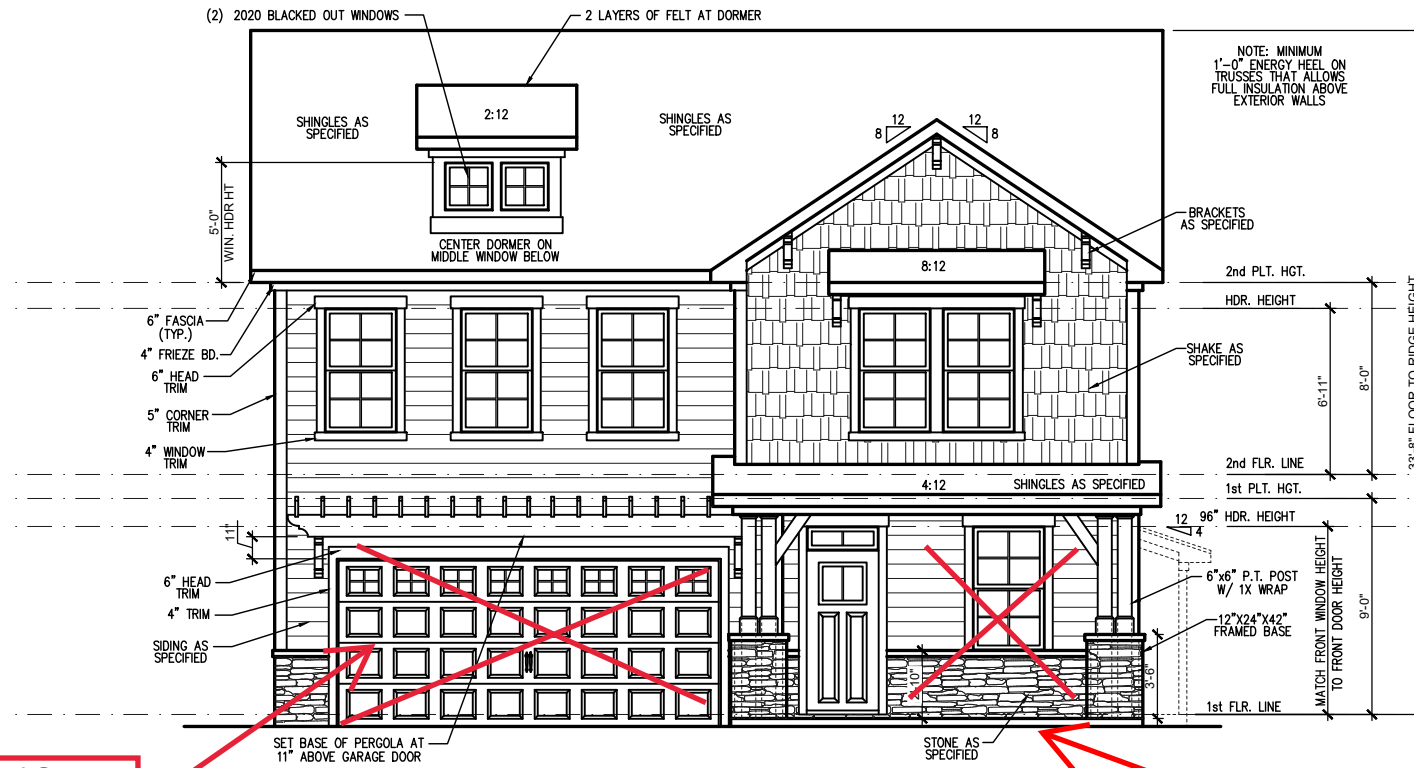 (2) 2020 BLACKED OUT WINDOWS
2 LAYERS OF FELT AT DORMER
NOTE: MINIMUM
1'-0" ENERGY HEEL ON
TRUSSES THAT ALLOWS
FULL INSULATION ABOVE
EXTERIOR WALLS
2:12
SHINGLES AS
SPECIFIED
SHINGLES AS
SPECIFIED
12
8
12
8
5'-0"
WIN. HDR HT
CENTER DORMER ON
MIDDLE WINDOW BELOW
BRACKETS
AS SPECIFIED
8:12
2nd PLT. HGT.
HDR. HEIGHT
6" FASCIA
(TYP.)
4" FRIEZE BD.
6" HEAD
TRIM
5" CORNER
TRIM
4" WINDOW
TRIM
SHAKE AS
SPECIFIED
6'-11"
8'-0"
33'-8" FLOOR TO RIDGE HEIGHT
2nd FLR. LINE
4:12
SHINGLES AS SPECIFIED
1st PLT. HGT.
96" HDR. HEIGHT
12
4
11"
6" HEAD
TRIM
4" TRIM
SIDING AS
SPECIFIED
6"x6" P.T. POST
W/ 1X WRAP
12"X24"X42"
FRAMED BASE
MATCH FRONT WINDOW HEIGHT
TO FRONT DOOR HEIGHT
9'-0"
3'-6"
1st FLR. LINE
SET BASE OF PERGOLA AT
11" ABOVE GARAGE DOOR
STONE AS
SPECIFIED